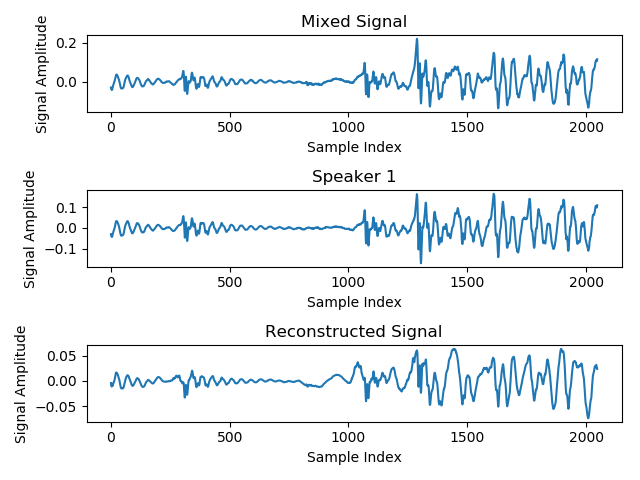 Mixed Signal
Signal Amplitude
0.2
0.0
0 500 1000 1500 2000
Sample Index
Speaker 1
Signal Amplitude
0.1
0.0
−0.1
0 500 1000 1500 2000
Sample Index
Reconstructed Signal
Signal Amplitude
0.05
0.00
−0.05
0 500 1000 1500 2000
Sample Index